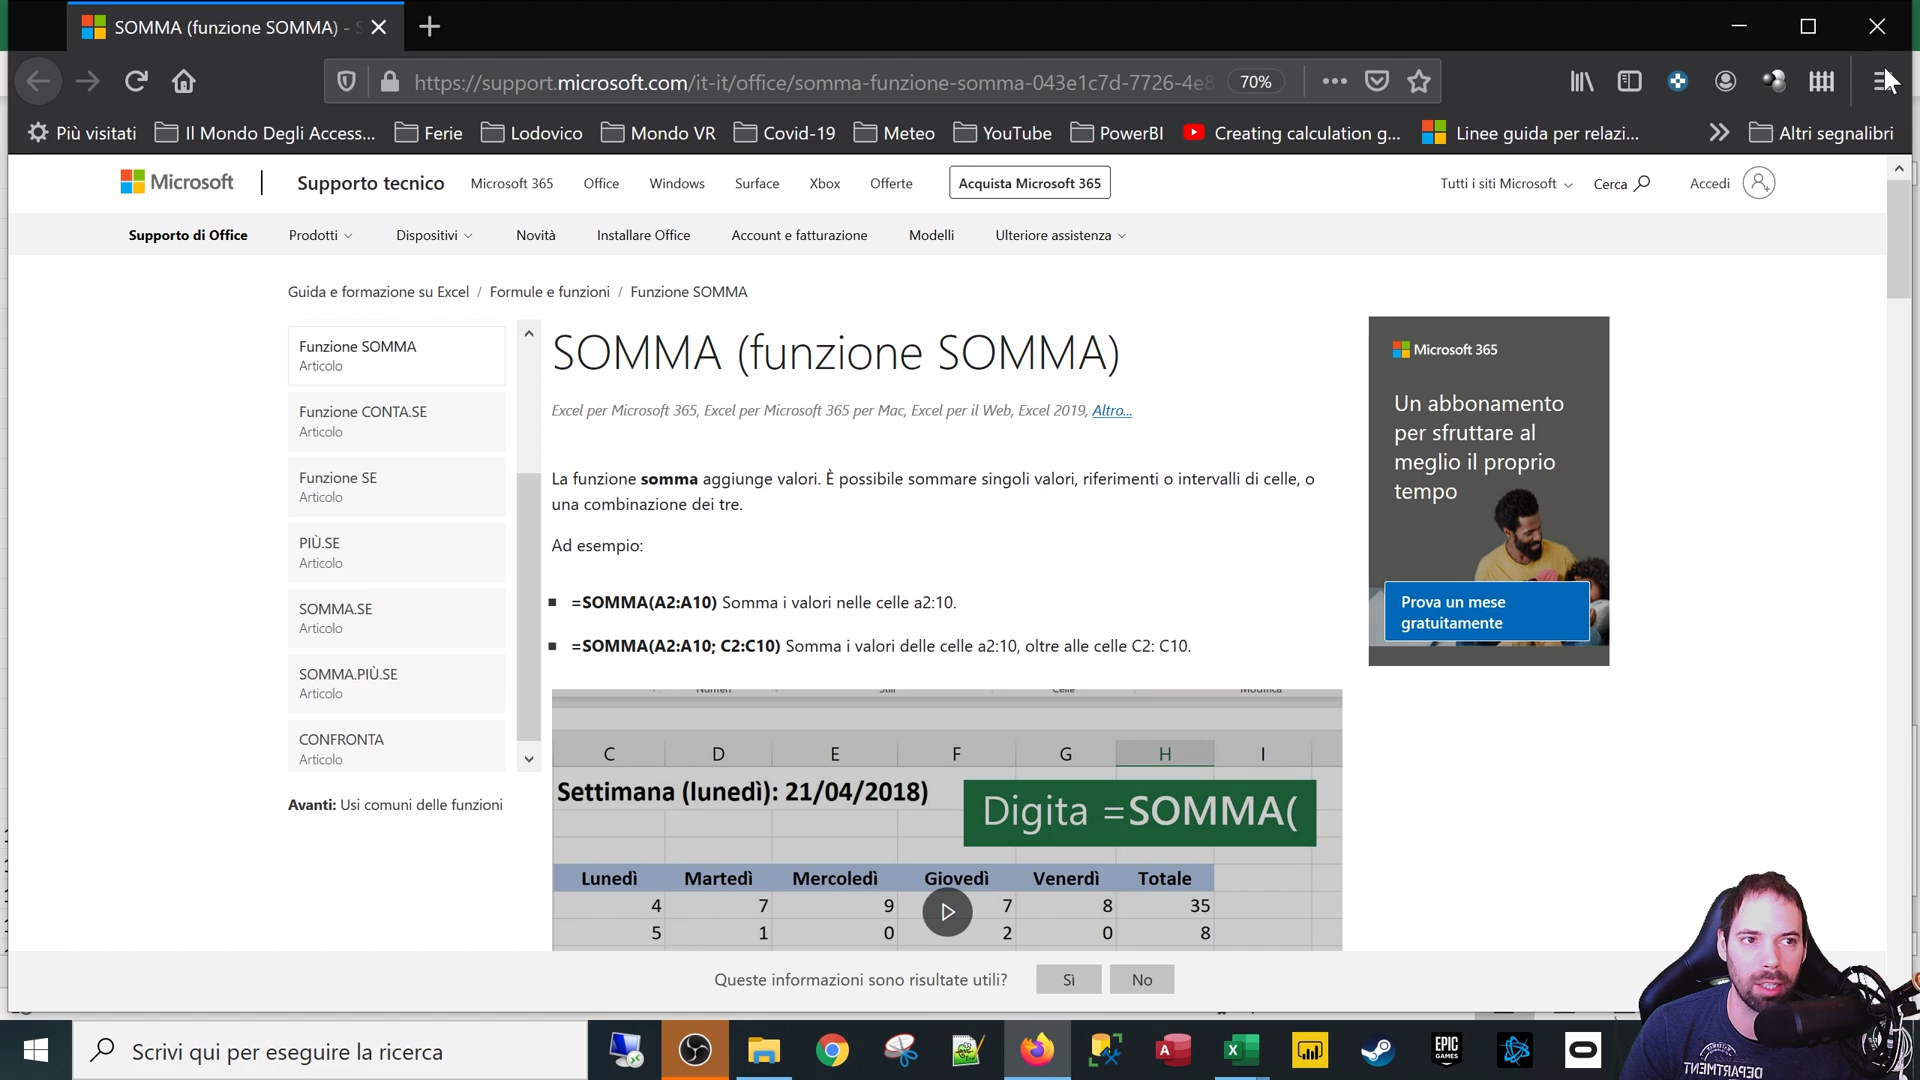 SOMMA (funzione SOMMA) - S
https://support.microsoft.com/it-it/office/somma-funzione-somma-043e1c7d-7726-4e8
70%
Più visitati
Il Mondo Degli Access...
Ferie
Lodovico
Mondo VR
Covid-19
Meteo
YouTube
PowerBI
Creating calculation g...
Linee guida per relazi...
Altri segnalibri
Microsoft
Supporto tecnico
Microsoft 365
Office
Windows
Surface
Xbox
Offerte
Acquista Microsoft 365
Tutti i siti Microsoft
Cerca
Accedi
Supporto di Office
Prodotti
Dispositivi
Novità
Installare Office
Account e fatturazione
Modelli
Ulteriore assistenza
Guida e formazione su Excel / Formule e funzioni / Funzione SOMMA
Funzione SOMMA
Articolo
Funzione CONTA.SE
Articolo
Funzione SE
Articolo
PIÙ.SE
Articolo
SOMMA.SE
Articolo
SOMMA.PIÙ.SE
Articolo
CONFRONTA
Articolo
Avanti: Usi comuni delle funzioni
SOMMA (funzione SOMMA)
Excel per Microsoft 365, Excel per Microsoft 365 per Mac, Excel per il Web, Excel 2019, Altro...
La funzione somma aggiunge valori. È possibile sommare singoli valori, riferimenti o intervalli di celle, o
una combinazione dei tre.
Ad esempio:
=SOMMA(A2:A10) Somma i valori nelle celle a2:10.
=SOMMA(A2:A10; C2:C10) Somma i valori delle celle a2:10, oltre alle celle C2: C10.
Numeri Stili Celle Modifica
C D E F G H I
Settimana (lunedì): 21/04/2018)
Digita =SOMMA(
Lunedì Martedì Mercoledì Giovedì Venerdì Totale
4 7 9 7 8 35
5 1 0 2 0 8
Microsoft 365
Un abbonamento
per sfruttare al
meglio il proprio
tempo
Prova un mese
gratuitamente
Queste informazioni sono risultate utili?
Sì
No
Scrivi qui per eseguire la ricerca
A
X
EPIC
GAMES
DEPARTMENT